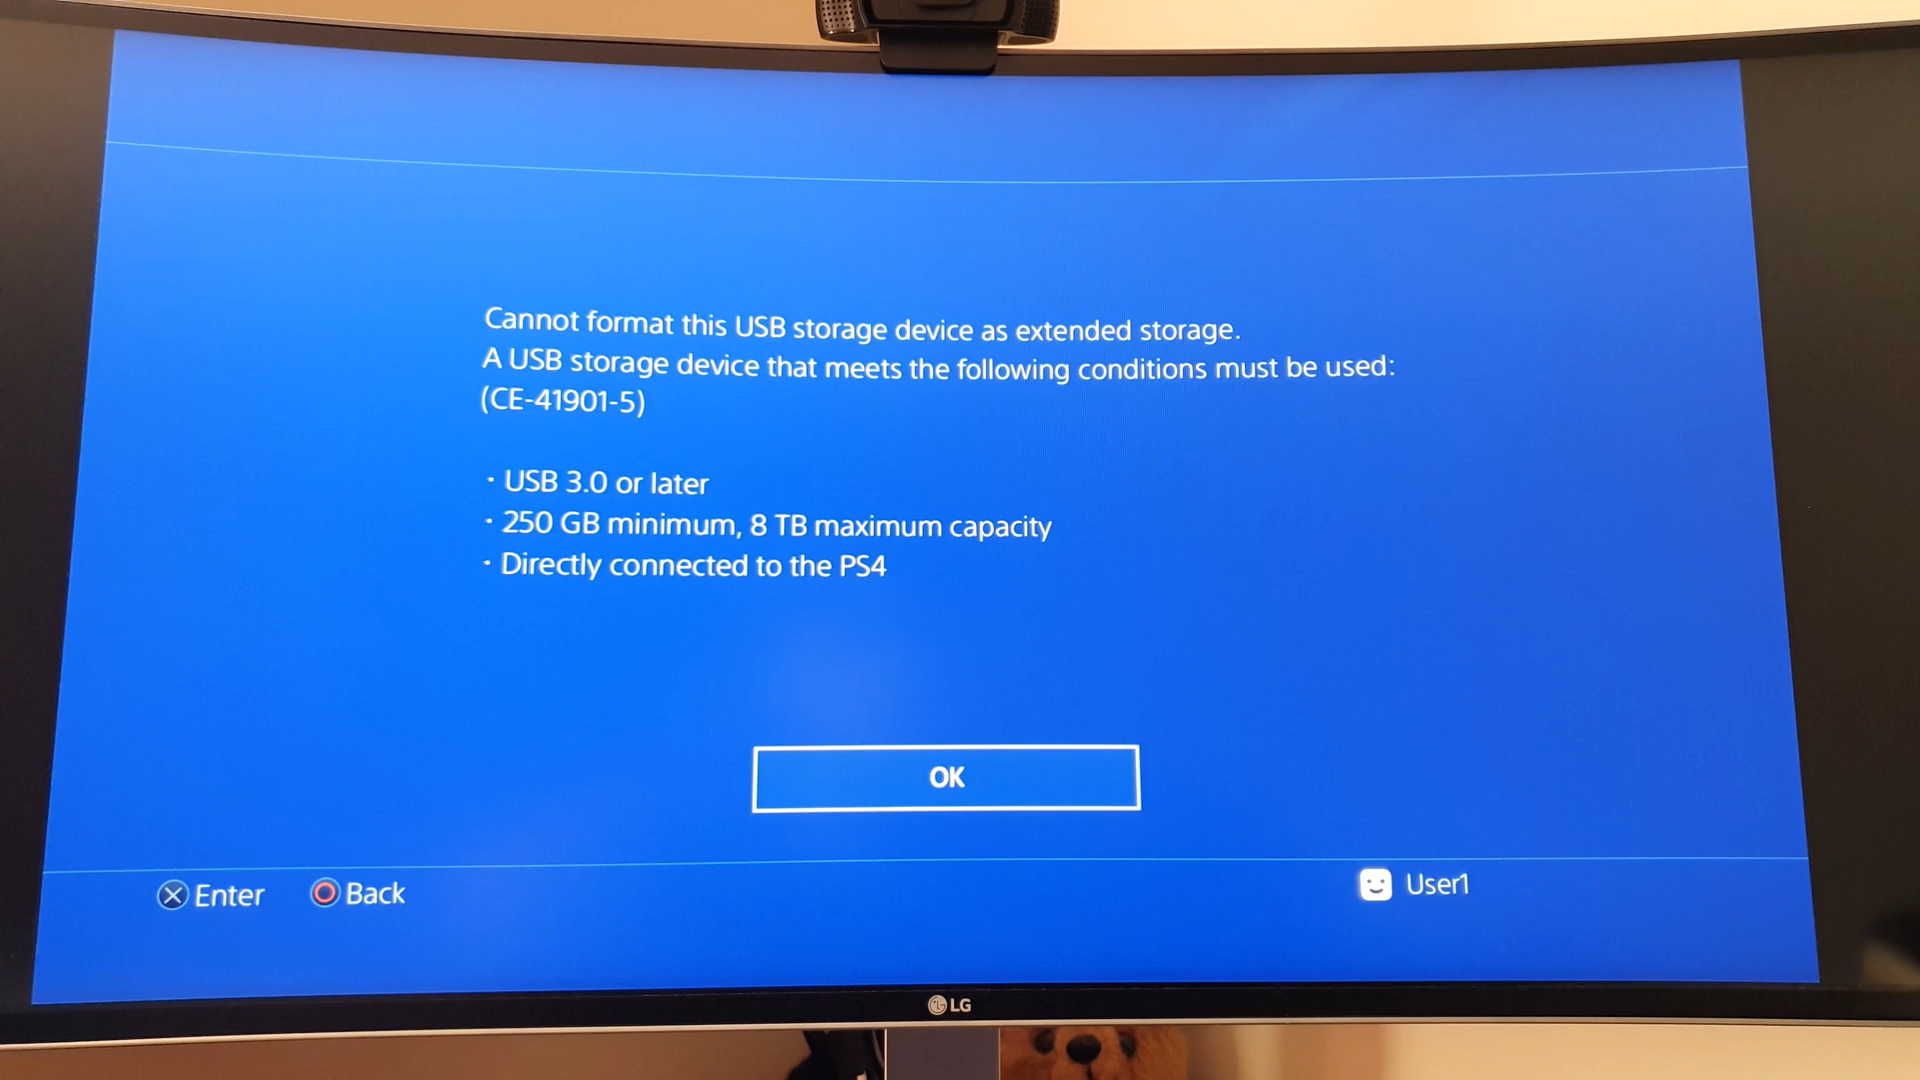 Cannot format this USB storage device as extended storage.
A USB storage device that meets the following conditions must be used:
(CE-41901-5)
· USB 3.0 or later
· 250 GB minimum, 8 TB maximum capacity
· Directly connected to the PS4
OK
Enter
Back
User1
LG